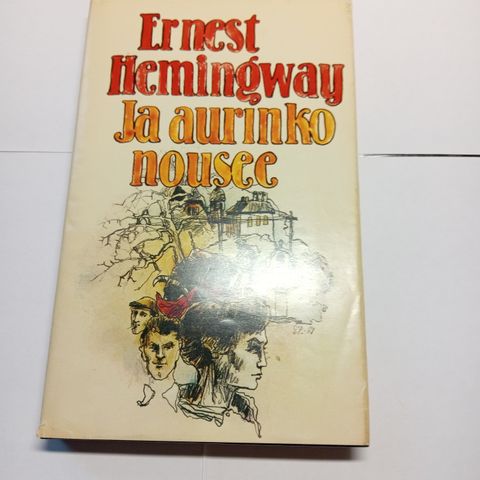 Ernest
Hemingway
Ja aurinko
nousee